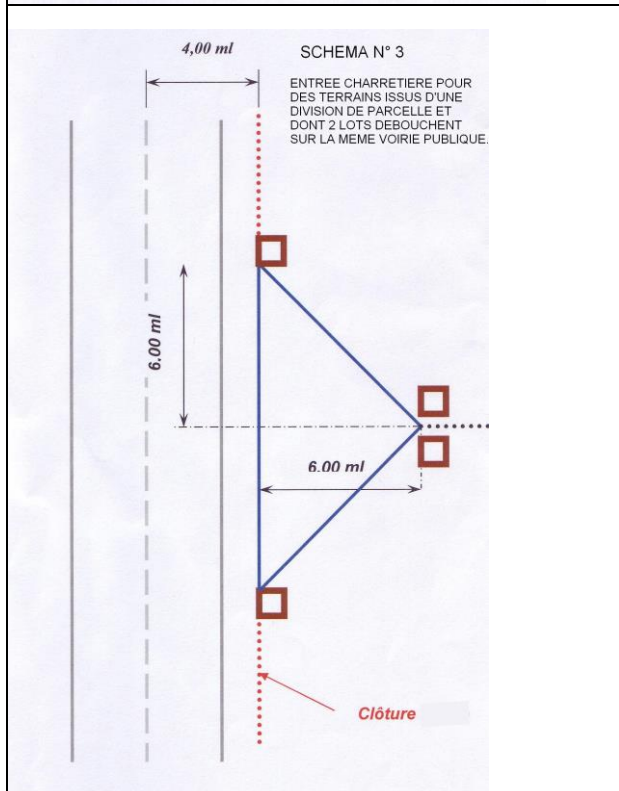 4,00 ml
SCHEMA N° 3
ENTREE CHARRETIERE POUR
DES TERRAINS ISSUS D'UNE
DIVISION DE PARCELLE ET
DONT 2 LOTS DEBOUCHENT
SUR LA MEME VOIRIE PUBLIQUE.
6.00 ml
6.00 ml
Clôture